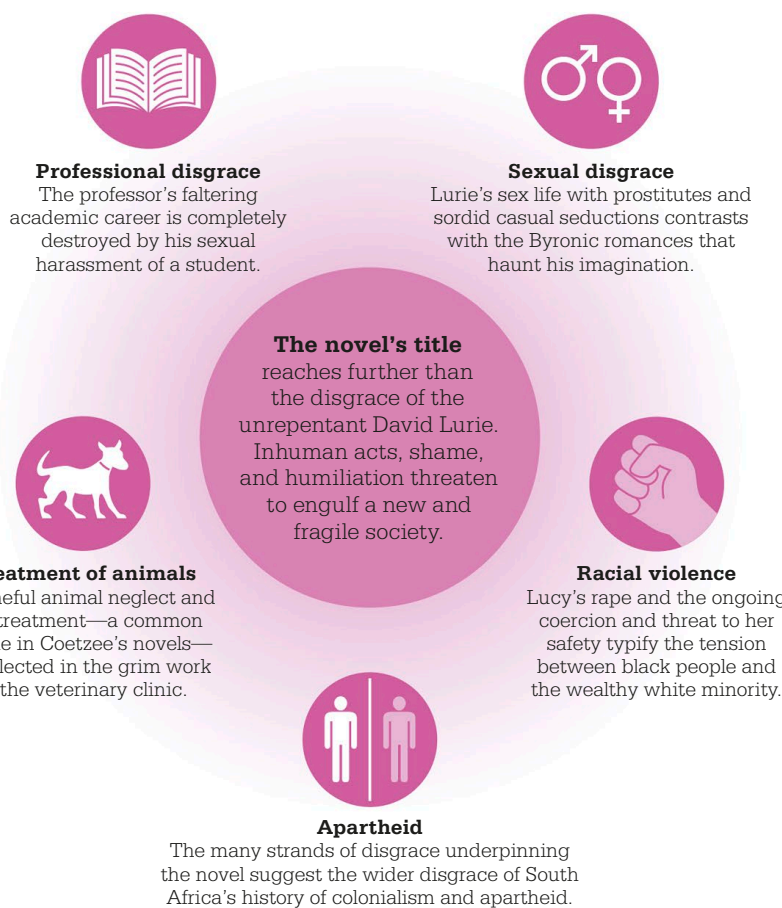 Professional disgrace
The professor’s faltering
academic career is completely
destroyed by his sexual
harassment of a student.
Sexual disgrace
Lurie’s sex life with prostitutes and
sordid casual seductions contrasts
with the Byronic romances that
haunt his imagination.
The novel’s title
reaches further than
the disgrace of the
unrepentant David Lurie.
Inhuman acts, shame,
and humiliation threaten
to engulf a new and
fragile society.
eatment of animals
eful animal neglect and
treatment—a common
e in Coetzee’s novels—
lected in the grim work
the veterinary clinic.
Racial violence
Lucy’s rape and the ongoing
coercion and threat to her
safety typify the tension
between black people and
the wealthy white minority.
Apartheid
The many strands of disgrace underpinning
the novel suggest the wider disgrace of South
Africa’s history of colonialism and apartheid.